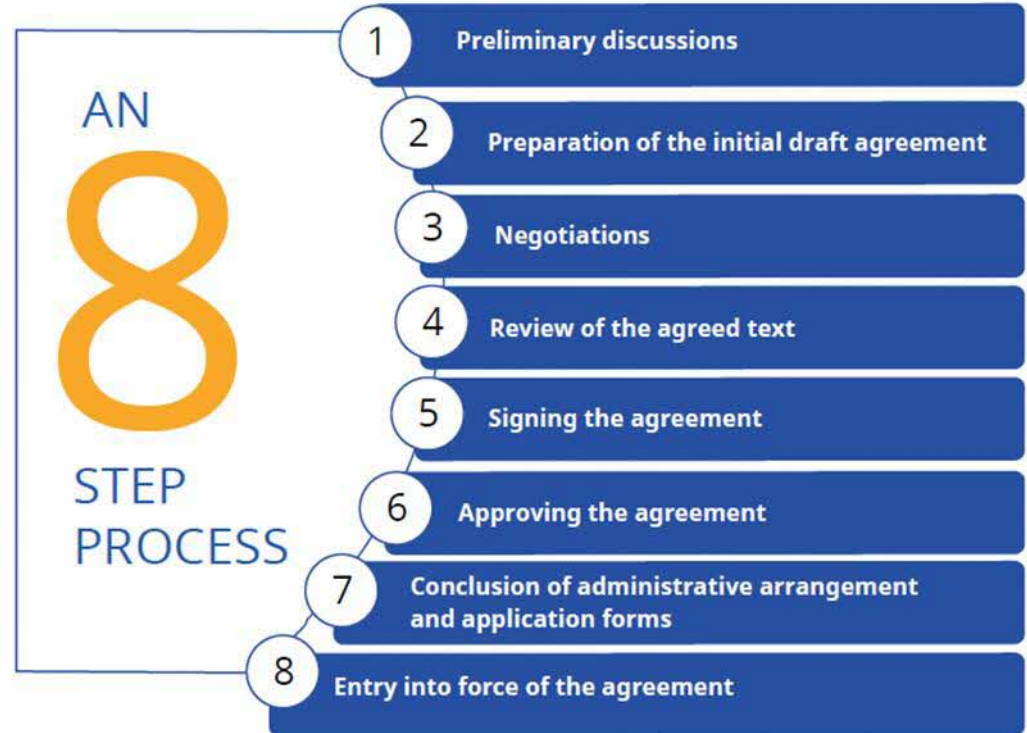 AN
8
STEP
PROCESS
1
Preliminary discussions
2
Preparation of the initial draft agreement
3
Negotiations
4
Review of the agreed text
5
Signing the agreement
6
Approving the agreement
7
Conclusion of administrative arrangement
and application forms
8
Entry into force of the agreement